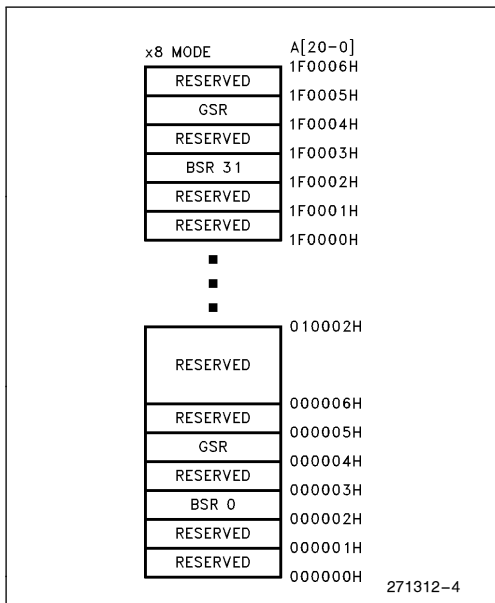 x8 MODE A[20-0]
1F0006H
RESERVED
1F0005H
GSR
1F0004H
RESERVED
1F0003H
BSR 31
1F0002H
RESERVED
1F0001H
RESERVED
1F0000H
010002H
RESERVED
000006H
RESERVED
000005H
GSR
000004H
RESERVED
000003H
BSR 0
000002H
RESERVED
000001H
RESERVED
000000H
271312-4